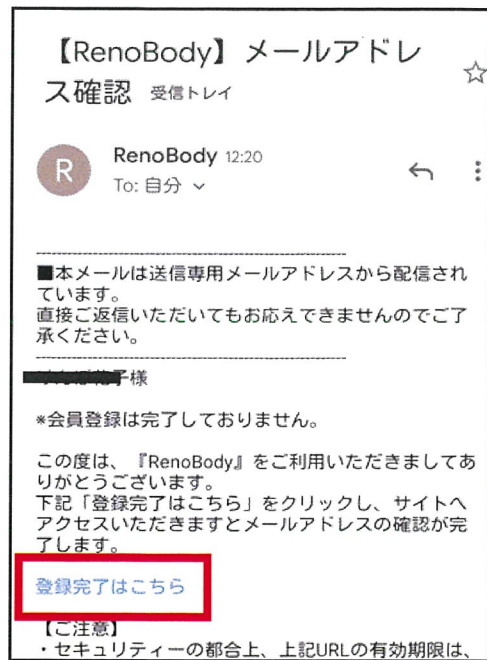 【RenoBody】メールアドレ
ス確認 受信トレイ
R
RenoBody 12:20
To: 自分
■本メールは送信専用メールアドレスから配信され
ています。
直接ご返信いただいてもお応えできませんのでご了
承ください。
子様
*会員登録は完了しておりません。
この度は、『RenoBody』をご利用いただきましてあ
りがとうございます。
下記「登録完了はこちら」をクリックし、サイトへ
アクセスいただきますとメールアドレスの確認が完
了します。
登録完了はこちら
【ご注意】
・セキュリティーの都合上、上記URLの有効期限は、